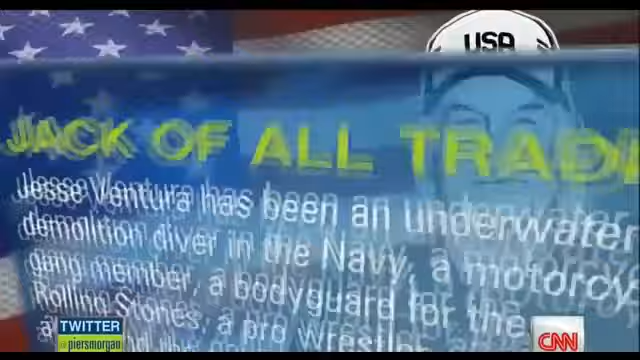 USA
JACK OF ALL TRADE
Jesse Ventura has been an underwater
demolition diver in the Navy, a motorcy
gang member, a bodyguard for the
Rolling Stones, a pro wrestler,
TWITTER
@piersmorgan
CNN